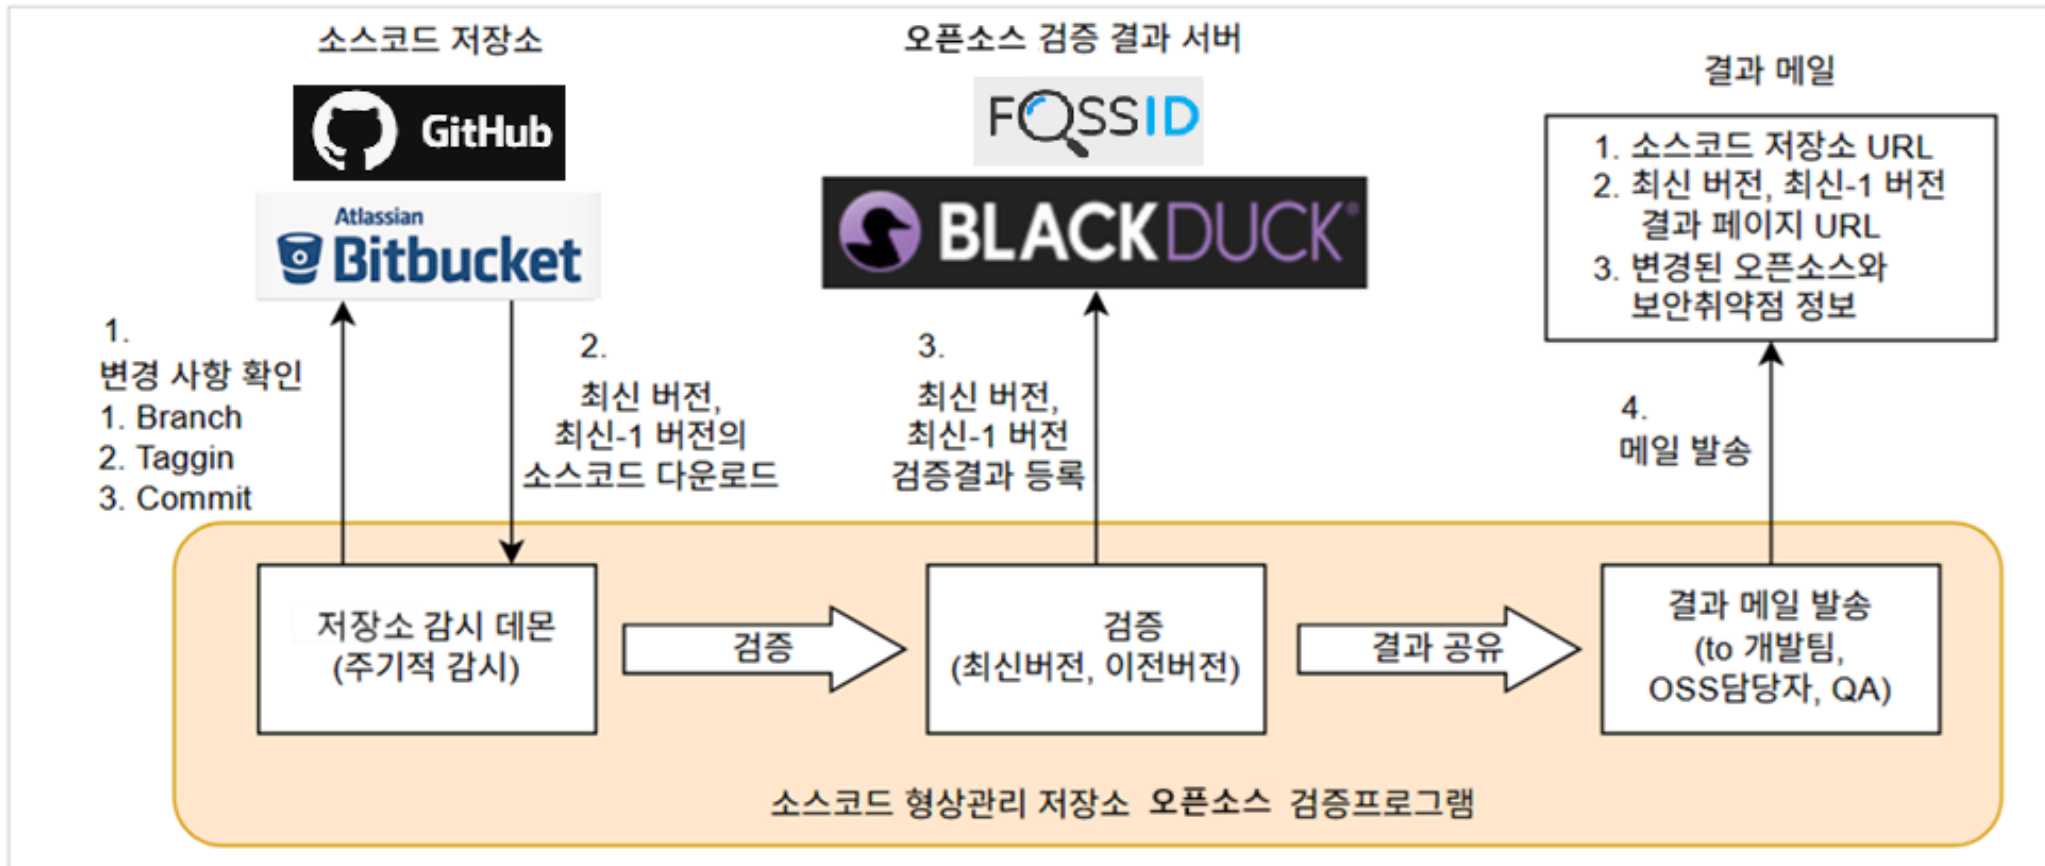 소스코드 저장소
GitHub
Atlassian
Bitbucket
오픈소스 검증 결과 서버
FOSSID
BLACKDUCK®
결과 메일
1. 소스코드 저장소 URL
2. 최신 버전, 최신-1 버전
결과 페이지 URL
3. 변경된 오픈소스와
보안취약점 정보
1.
변경 사항 확인
1. Branch
2. Taggin
3. Commit
2.
최신 버전,
최신-1 버전의
소스코드 다운로드
3.
최신 버전,
최신-1 버전
검증결과 등록
4.
메일 발송
저장소 감시 데몬
(주기적 감시)
검증
검증
(최신버전, 이전버전)
결과 공유
결과 메일 발송
(to 개발팀,
OSS담당자, QA)
소스코드 형상관리 저장소 오픈소스 검증프로그램